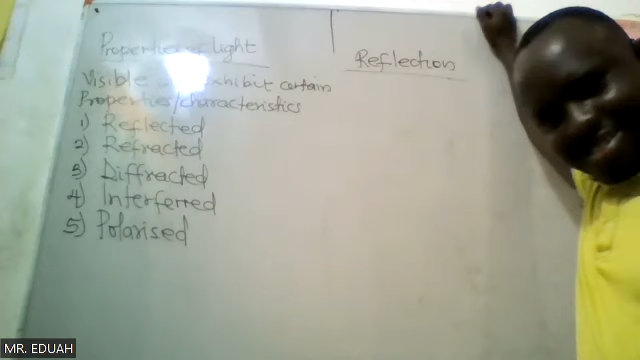 Properties of light
Visible exhibit certain
Properties/characteristics
1) Reflected
2) Refracted
3) Diffracted
4) Interferred
5) Polarised
Reflection
MR. EDUAH